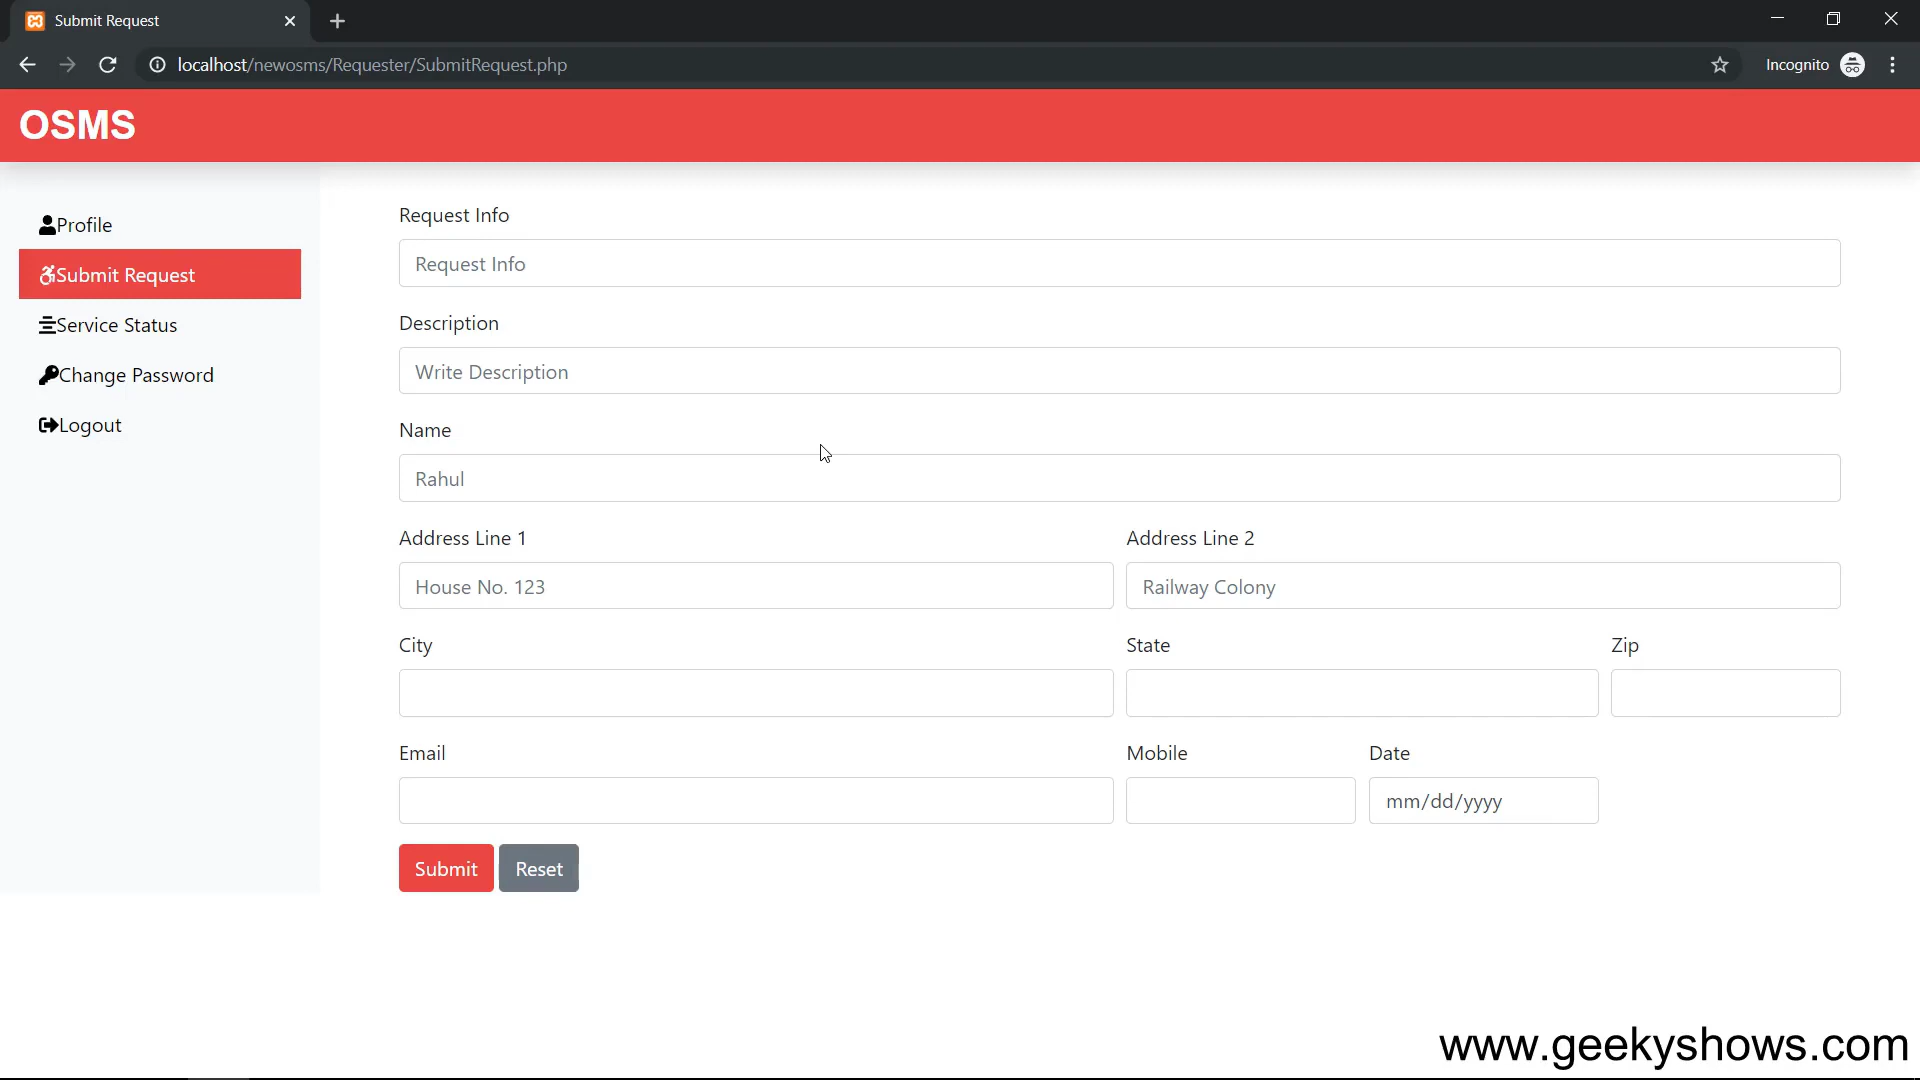 Submit Request
localhost/newosms/Requester/SubmitRequest.php
Incognito
OSMS
Profile
Submit Request
Service Status
Change Password
Logout
Request Info
Request Info
Description
Write Description
Name
Rahul
Address Line 1 Address Line 2
House No. 123 Railway Colony
City State Zip
Email Mobile Date
mm/dd/yyyy
Submit Reset
www.geekyshows.com